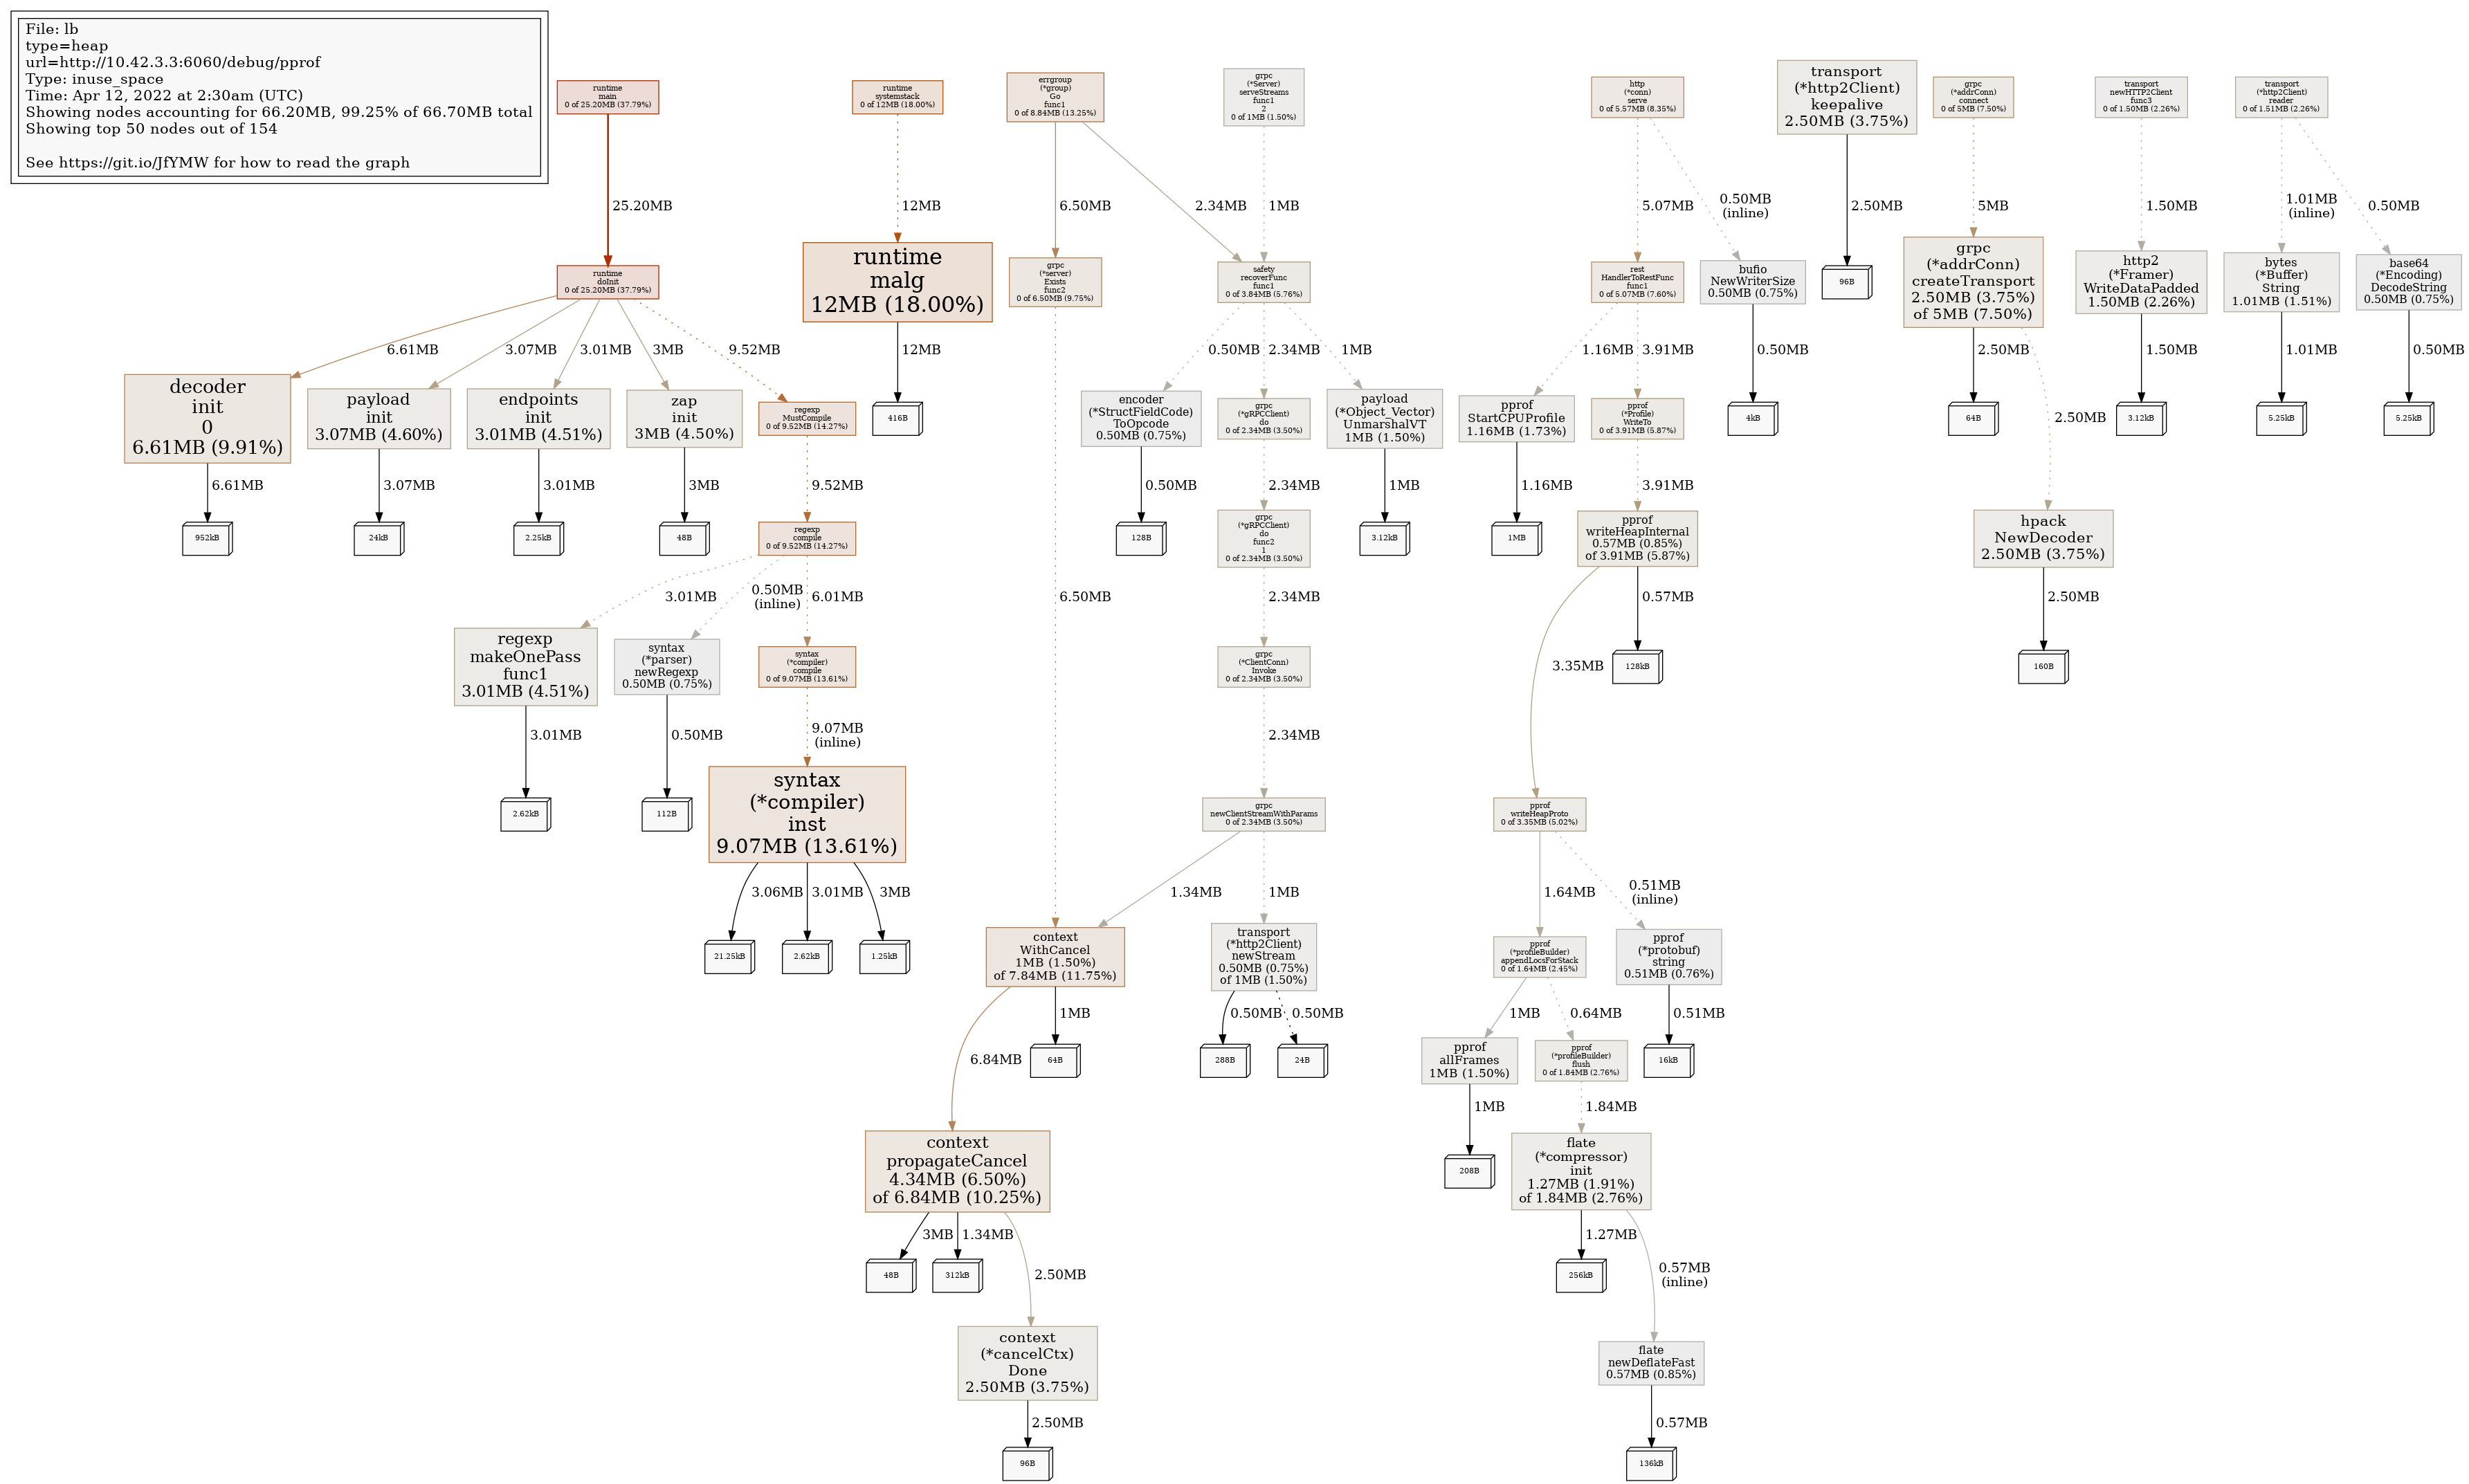 File: lb
type=heap
url=http://10.42.3.3:6060/debug/pprof
Type: inuse_space
Time: Apr 12, 2022 at 2:30am (UTC)
Showing nodes accounting for 66.20MB, 99.25% of 66.70MB total
Showing top 50 nodes out of 154
See https://git.io/JfYMW for how to read the graph
runtime
main
0 of 25.20MB (37.79%)
runtime
systemstack
0 of 12MB (18.00%)
errgroup
(*group)
Go
func1
0 of 8.84MB (13.25%)
grpc
(*Server)
serveStreams
func1
2
0 of 1MB (1.50%)
http
(*conn)
serve
0 of 5.57MB (8.35%)
transport
(*http2Client)
keepalive
2.50MB (3.75%)
grpc
(*addrConn)
connect
0 of 5MB (7.50%)
transport
newHTTP2Client
func3
0 of 1.50MB (2.26%)
transport
(*http2Client)
reader
0 of 1.51MB (2.26%)
25.20MB
12MB
6.50MB
2.34MB
1MB
5.07MB
0.50MB
(inline)
2.50MB
5MB
1.50MB
1.01MB
(inline)
0.50MB
runtime
doInit
0 of 25.20MB (37.79%)
runtime
malg
12MB (18.00%)
grpc
(*server)
Exists
func2
0 of 6.50MB (9.75%)
safety
recoverFunc
func1
0 of 3.84MB (5.76%)
rest
HandlerToRestFunc
func1
0 of 5.07MB (7.60%)
bufio
NewWriterSize
0.50MB (0.75%)
96B
grpc
(*addrConn)
createTransport
2.50MB (3.75%)
of 5MB (7.50%)
http2
(*Framer)
WriteDataPadded
1.50MB (2.26%)
bytes
(*Buffer)
String
1.01MB (1.51%)
base64
(*Encoding)
DecodeString
0.50MB (0.75%)
6.61MB
3.07MB
3.01MB
3MB
9.52MB
12MB
0.50MB
2.34MB
1MB
1.16MB
3.91MB
0.50MB
2.50MB
2.50MB
1.50MB
1.01MB
0.50MB
decoder
init
0
6.61MB (9.91%)
payload
init
3.07MB (4.60%)
endpoints
init
3.01MB (4.51%)
zap
init
3MB (4.50%)
regexp
MustCompile
0 of 9.52MB (14.27%)
416B
encoder
(*StructFieldCode)
ToOpcode
0.50MB (0.75%)
grpc
(*gRPCClient)
do
0 of 2.34MB (3.50%)
payload
(*Object_Vector)
UnmarshalVT
1MB (1.50%)
pprof
StartCPUProfile
1.16MB (1.73%)
pprof
(*Profile)
WriteTo
0 of 3.91MB (5.87%)
4kB
64B
3.12kB
5.25kB
5.25kB
6.61MB
3.07MB
3.01MB
3MB
9.52MB
0.50MB
2.34MB
1MB
1.16MB
3.91MB
952kB
24kB
2.25kB
48B
regexp
compile
0 of 9.52MB (14.27%)
128B
grpc
(*gRPCClient)
do
func2
1
0 of 2.34MB (3.50%)
3.12kB
1MB
pprof
writeHeapInternal
0.57MB (0.85%)
of 3.91MB (5.87%)
hpack
NewDecoder
2.50MB (3.75%)
3.01MB
0.50MB
(inline)
6.01MB
6.50MB
2.34MB
0.57MB
2.50MB
regexp
makeOnePass
func1
3.01MB (4.51%)
syntax
(*parser)
newRegexp
0.50MB (0.75%)
syntax
(*compiler)
compile
0 of 9.07MB (13.61%)
grpc
(*ClientConn)
Invoke
0 of 2.34MB (3.50%)
3.35MB
128kB
160B
3.01MB
0.50MB
9.07MB
(inline)
2.34MB
2.62kB
112B
syntax
(*compiler)
inst
9.07MB (13.61%)
grpc
newClientStreamWithParams
0 of 2.34MB (3.50%)
pprof
writeHeapProto
0 of 3.35MB (5.02%)
3.06MB
3.01MB
3MB
1.34MB
1MB
1.64MB
0.51MB
(inline)
21.25kB
2.62kB
1.25kB
context
WithCancel
1MB (1.50%)
of 7.84MB (11.75%)
transport
(*http2Client)
newStream
0.50MB (0.75%)
of 1MB (1.50%)
pprof
(*profileBuilder)
appendLocsForStack
0 of 1.64MB (2.45%)
pprof
(*protobuf)
string
0.51MB (0.76%)
6.84MB
1MB
0.50MB
0.50MB
1MB
0.64MB
0.51MB
64B
288B
24B
pprof
allFrames
1MB (1.50%)
pprof
(*profileBuilder)
flush
0 of 1.84MB (2.76%)
16kB
1MB
1.84MB
context
propagateCancel
4.34MB (6.50%)
of 6.84MB (10.25%)
208B
flate
(*compressor)
init
1.27MB (1.91%)
of 1.84MB (2.76%)
3MB
1.34MB
2.50MB
1.27MB
0.57MB
(inline)
48B
312kB
256kB
context
(*cancelCtx)
Done
2.50MB (3.75%)
flate
newDeflateFast
0.57MB (0.85%)
2.50MB
0.57MB
96B
136kB